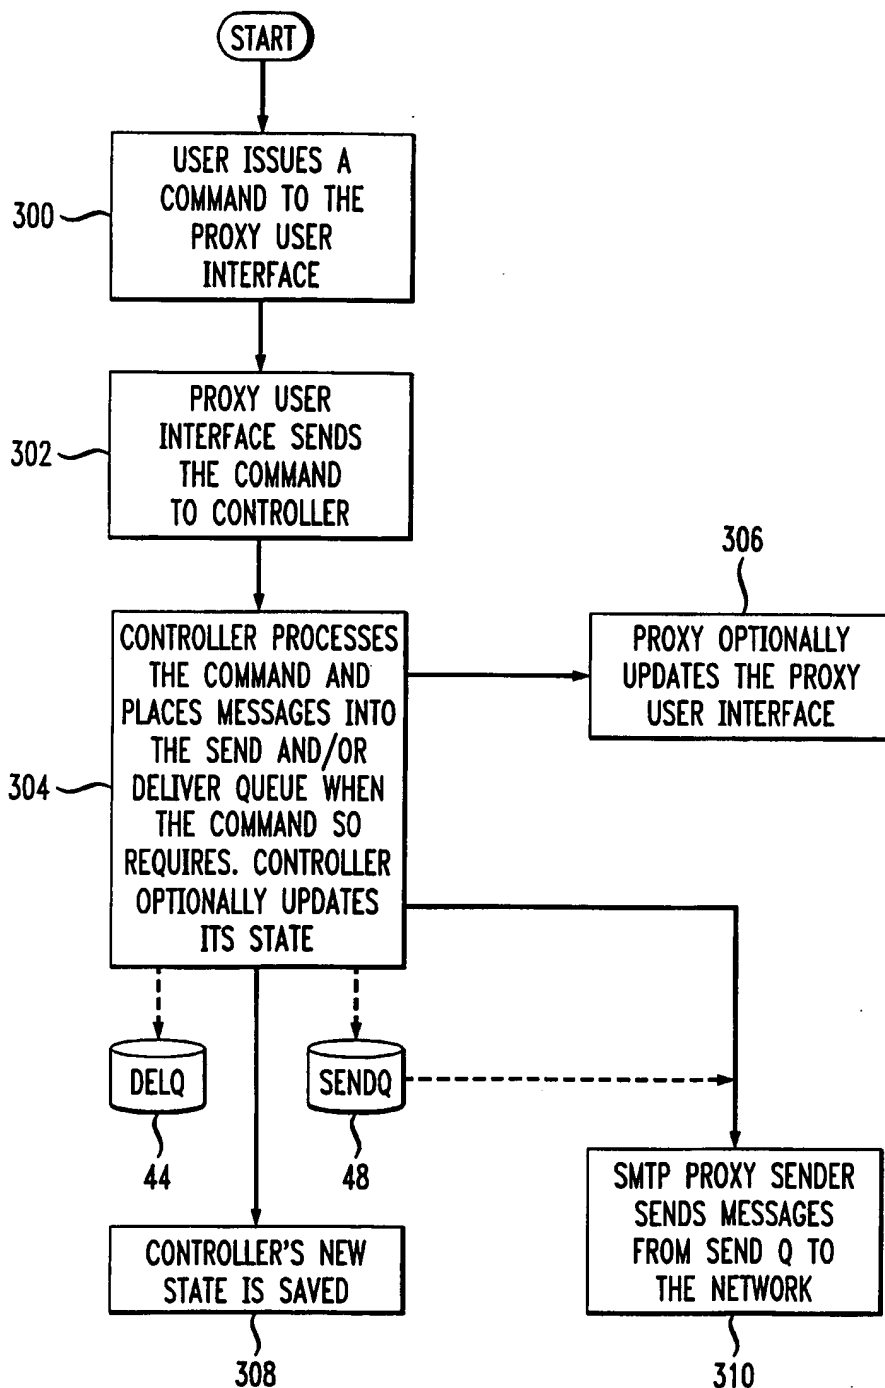 START
USER ISSUES A
COMMAND TO THE
PROXY USER
INTERFACE
300
PROXY USER
INTERFACE SENDS
THE COMMAND
TO CONTROLLER
302
306
PROXY OPTIONALLY
UPDATES THE PROXY
USER INTERFACE
CONTROLLER PROCESSES
THE COMMAND AND
PLACES MESSAGES INTO
THE SEND AND/OR
DELIVER QUEUE WHEN
THE COMMAND SO
REQUIRES. CONTROLLER
OPTIONALLY UPDATES
ITS STATE
304
DELQ
SENDQ
44
48
SMTP PROXY SENDER
SENDS MESSAGES
FROM SEND Q TO
THE NETWORK
CONTROLLER'S NEW
STATE IS SAVED
308
310